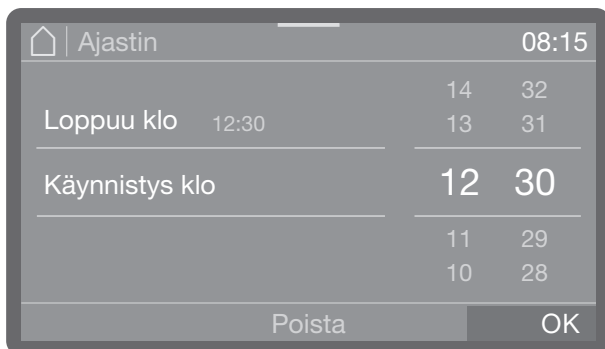 Ajastin 08:15
14 32
Loppuu klo 12:30 13 31
Käynnistys klo 12 30
11 29
10 28
Poista OK